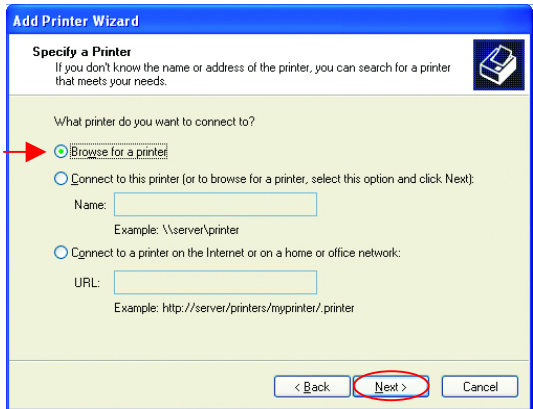 Add Printer Wizard
Specify a Printer
If you don't know the name or address of the printer, you can search for a printer
that meets your needs.
What printer do you want to connect to?
Browse for a printer
Connect to this printer (or to browse for a printer, select this option and click Next):
Name:
Example: \\server\printer
Connect to a printer on the Internet or on a home or office network:
URL:
Example: http://server/printers/myprinter/.printer
< Back
Next >
Cancel